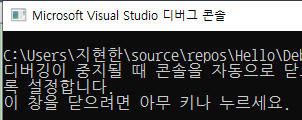 Microsoft Visual Studio 디버그 콘솔
C:\Users\지현한\source\repos\Hello\Deb
디버깅이 중지될 때 콘솔을 자동으로 닫
록 설정합니다.
이 창을 닫으려면 아무 키나 누르세요.